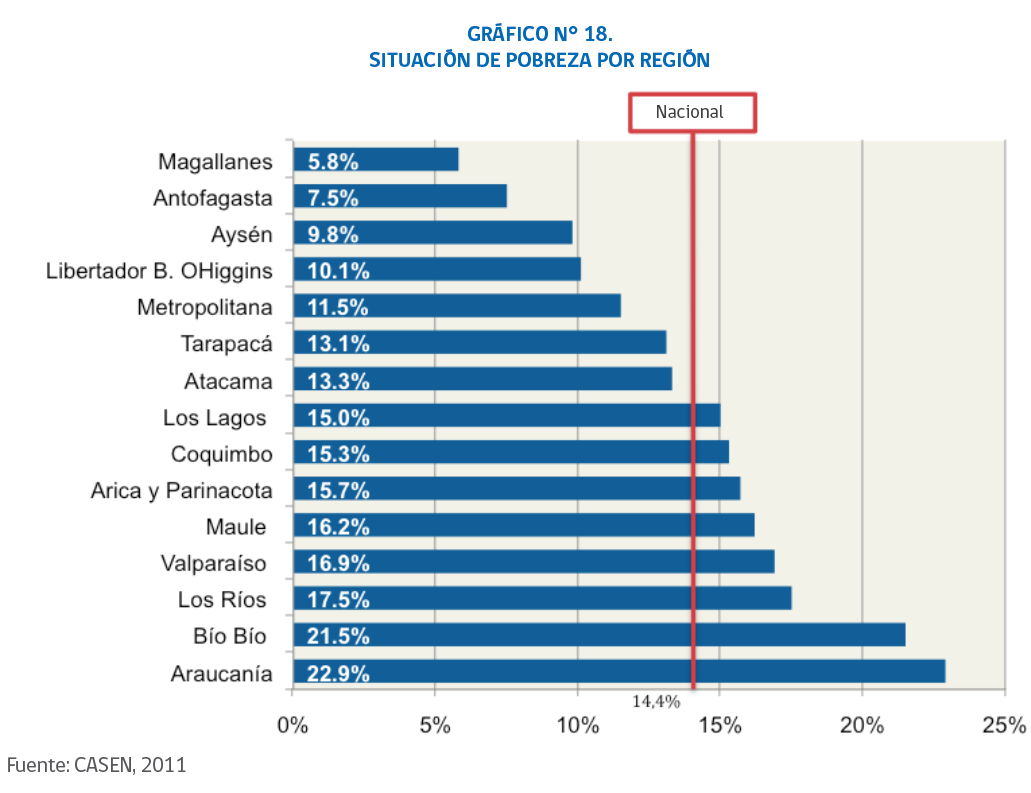 GRÁFICO N° 18.
SITUACIÓN DE POBREZA POR REGIÓN
Nacional
Magallanes 5.8%
Antofagasta 7.5%
Aysén 9.8%
Libertador B. OHiggins 10.1%
Metropolitana 11.5%
Tarapacá 13.1%
Atacama 13.3%
Los Lagos 15.0%
Coquimbo 15.3%
Arica y Parinacota 15.7%
Maule 16.2%
Valparaíso 16.9%
Los Ríos 17.5%
Bío Bío 21.5%
Araucanía 22.9%
14,4%
0% 5% 10% 15% 20% 25%
Fuente: CASEN, 2011